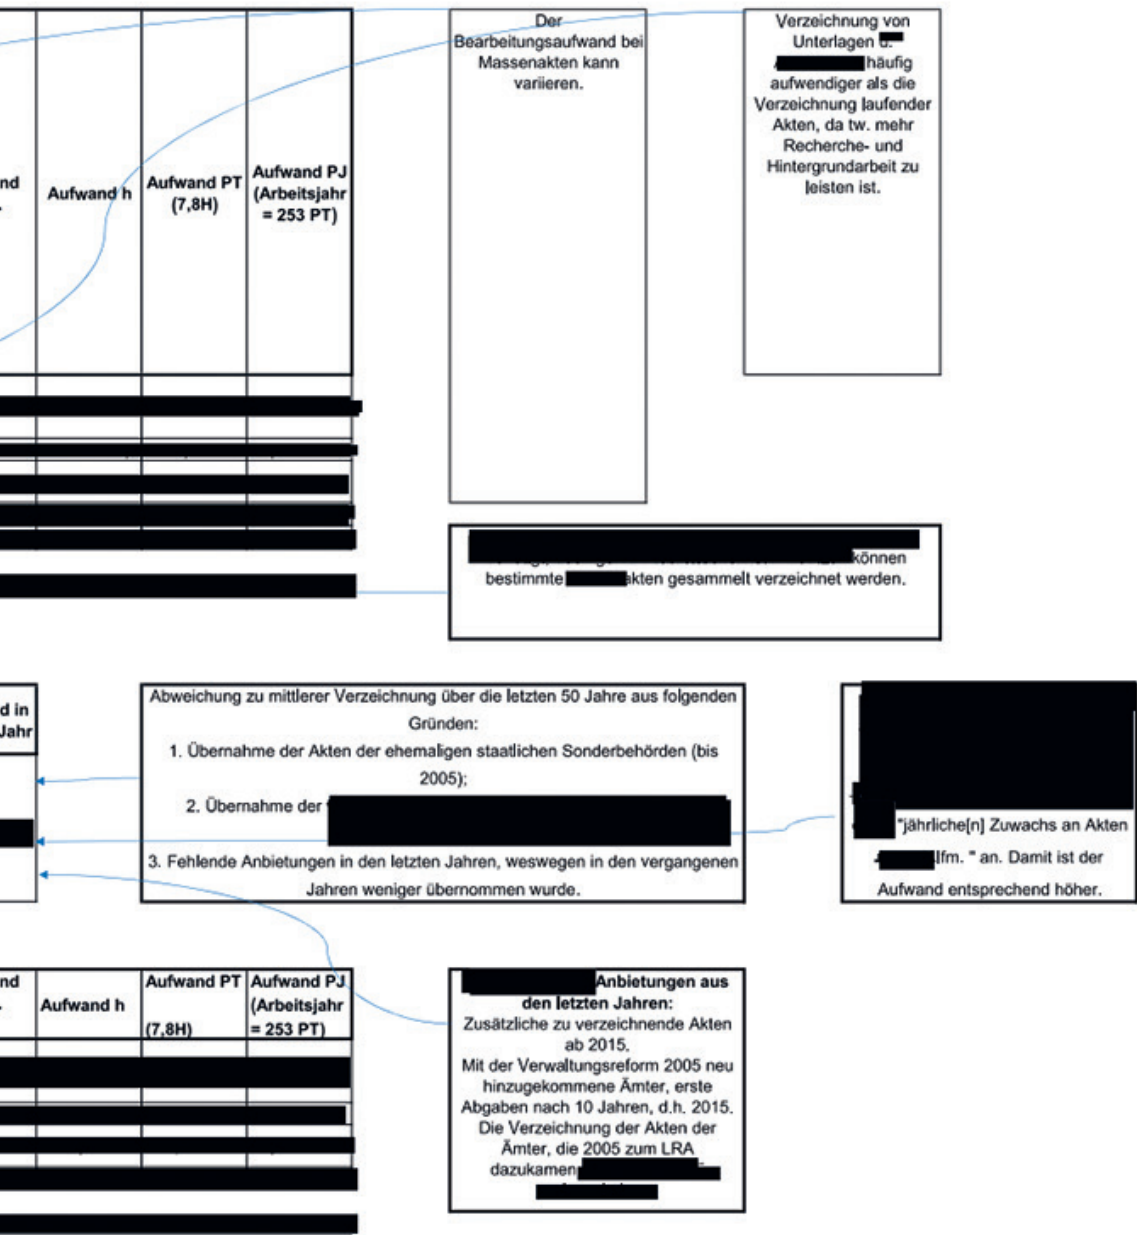 nd
Aufwand h
Aufwand PT
(7,8H)
Aufwand PJ
(Arbeitsjahr
= 253 PT)
Der
Bearbeitungsaufwand bei
Massenakten kann
variieren.
Verzeichnung von
Unterlagen
häufig
aufwendiger als die
Verzeichnung laufender
Akten, da tw. mehr
Recherche- und
Hintergrundarbeit zu
leisten ist.
können
bestimmte akten gesammelt verzeichnet werden.
d in
Jahr
Abweichung zu mittlerer Verzeichnung über die letzten 50 Jahre aus folgenden
Gründen:
1. Übernahme der Akten der ehemaligen staatlichen Sonderbehörden (bis
2005);
2. Übernahme der
3. Fehlende Anbietungen in den letzten Jahren, weswegen in den vergangenen
Jahren weniger übernommen wurde.
"jährliche[n] Zuwachs an Akten
lfm. " an. Damit ist der
Aufwand entsprechend höher.
nd
Aufwand h
Aufwand PT
(7,8H)
Aufwand PJ
(Arbeitsjahr
= 253 PT)
Anbietungen aus
den letzten Jahren:
Zusätzliche zu verzeichnende Akten
ab 2015.
Mit der Verwaltungsreform 2005 neu
hinzugekommene Ämter, erste
Abgaben nach 10 Jahren, d.h. 2015.
Die Verzeichnung der Akten der
Ämter, die 2005 zum LRA
dazukamen